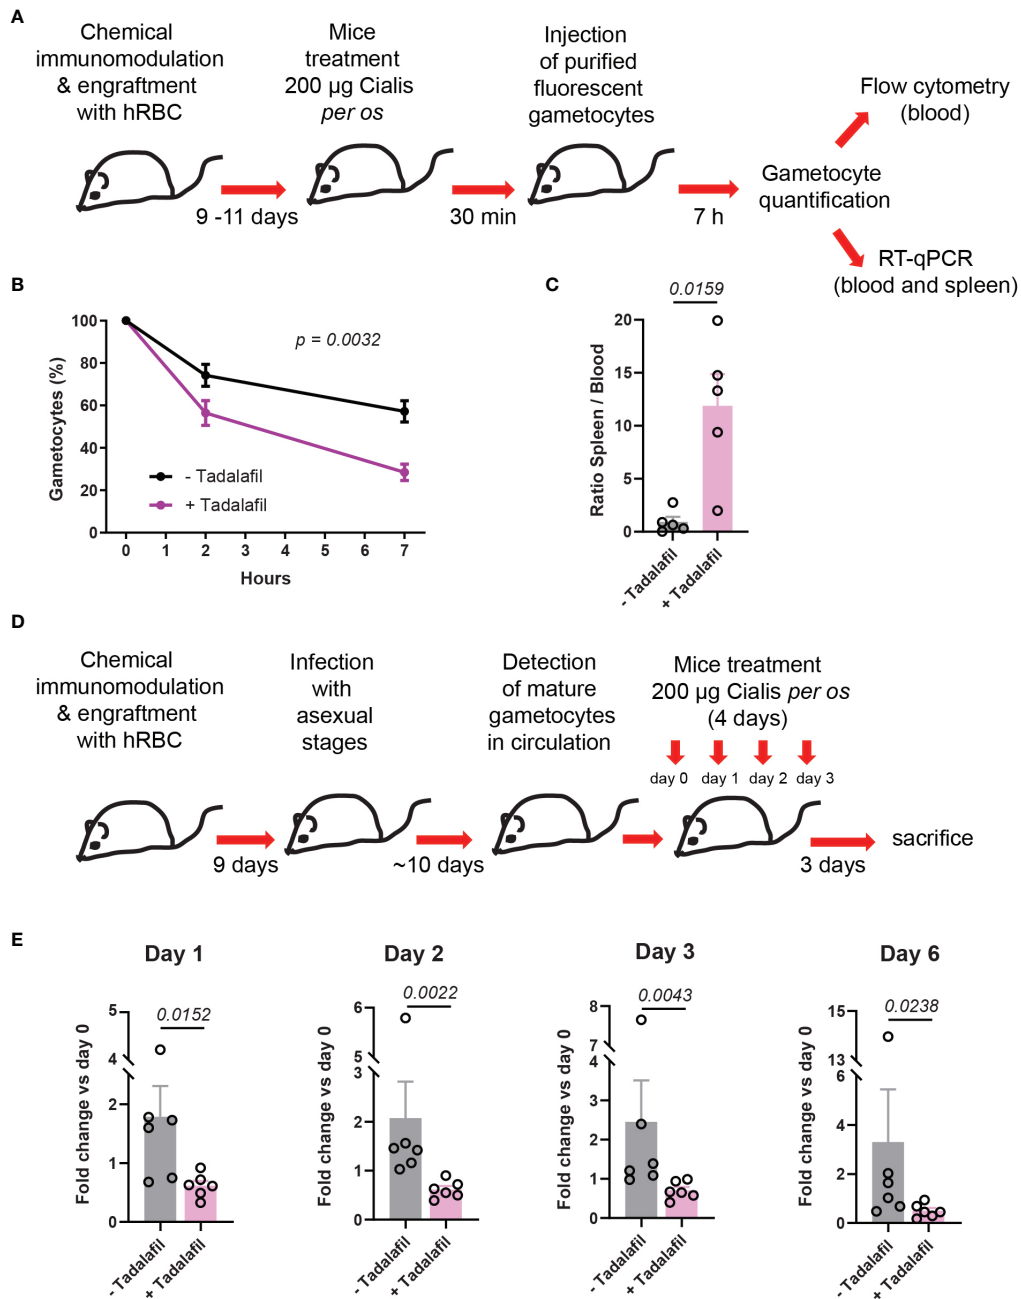 A
Chemical
immunomodulation
& engraftment
with hRBC
Mice
treatment
200 µg Cialis
per os
Injection
of purified
fluorescent
gametocytes
9 -11 days
30 min
7 h
Gametocyte
quantification
Flow cytometry
(blood)
RT-qPCR
(blood and spleen)
B
Gametocytes (%)
100
80
60
40
20
0
p = 0.0032
- Tadalafil
+ Tadalafil
0 1 2 3 4 5 6 7
Hours
C
Ratio Spleen / Blood
0.0159
20
15
10
5
0
- Tadalafil
+ Tadalafil
D
Chemical
immunomodulation
& engraftment
with hRBC
Infection
with
asexual
stages
Detection
of mature
gametocytes
in circulation
Mice treatment
200 µg Cialis per os
(4 days)
day 0 day 1 day 2 day 3
9 days
~10 days
3 days
sacrifice
E
Day 1
Fold change vs day 0
0.0152
5
4
2
1
0
- Tadalafil
+ Tadalafil
Day 2
Fold change vs day 0
0.0022
6
5
3
2
1
0
- Tadalafil
+ Tadalafil
Day 3
Fold change vs day 0
0.0043
8
7
4
3
2
1
0
- Tadalafil
+ Tadalafil
Day 6
Fold change vs day 0
0.0238
15
13
6
4
2
0
- Tadalafil
+ Tadalafil